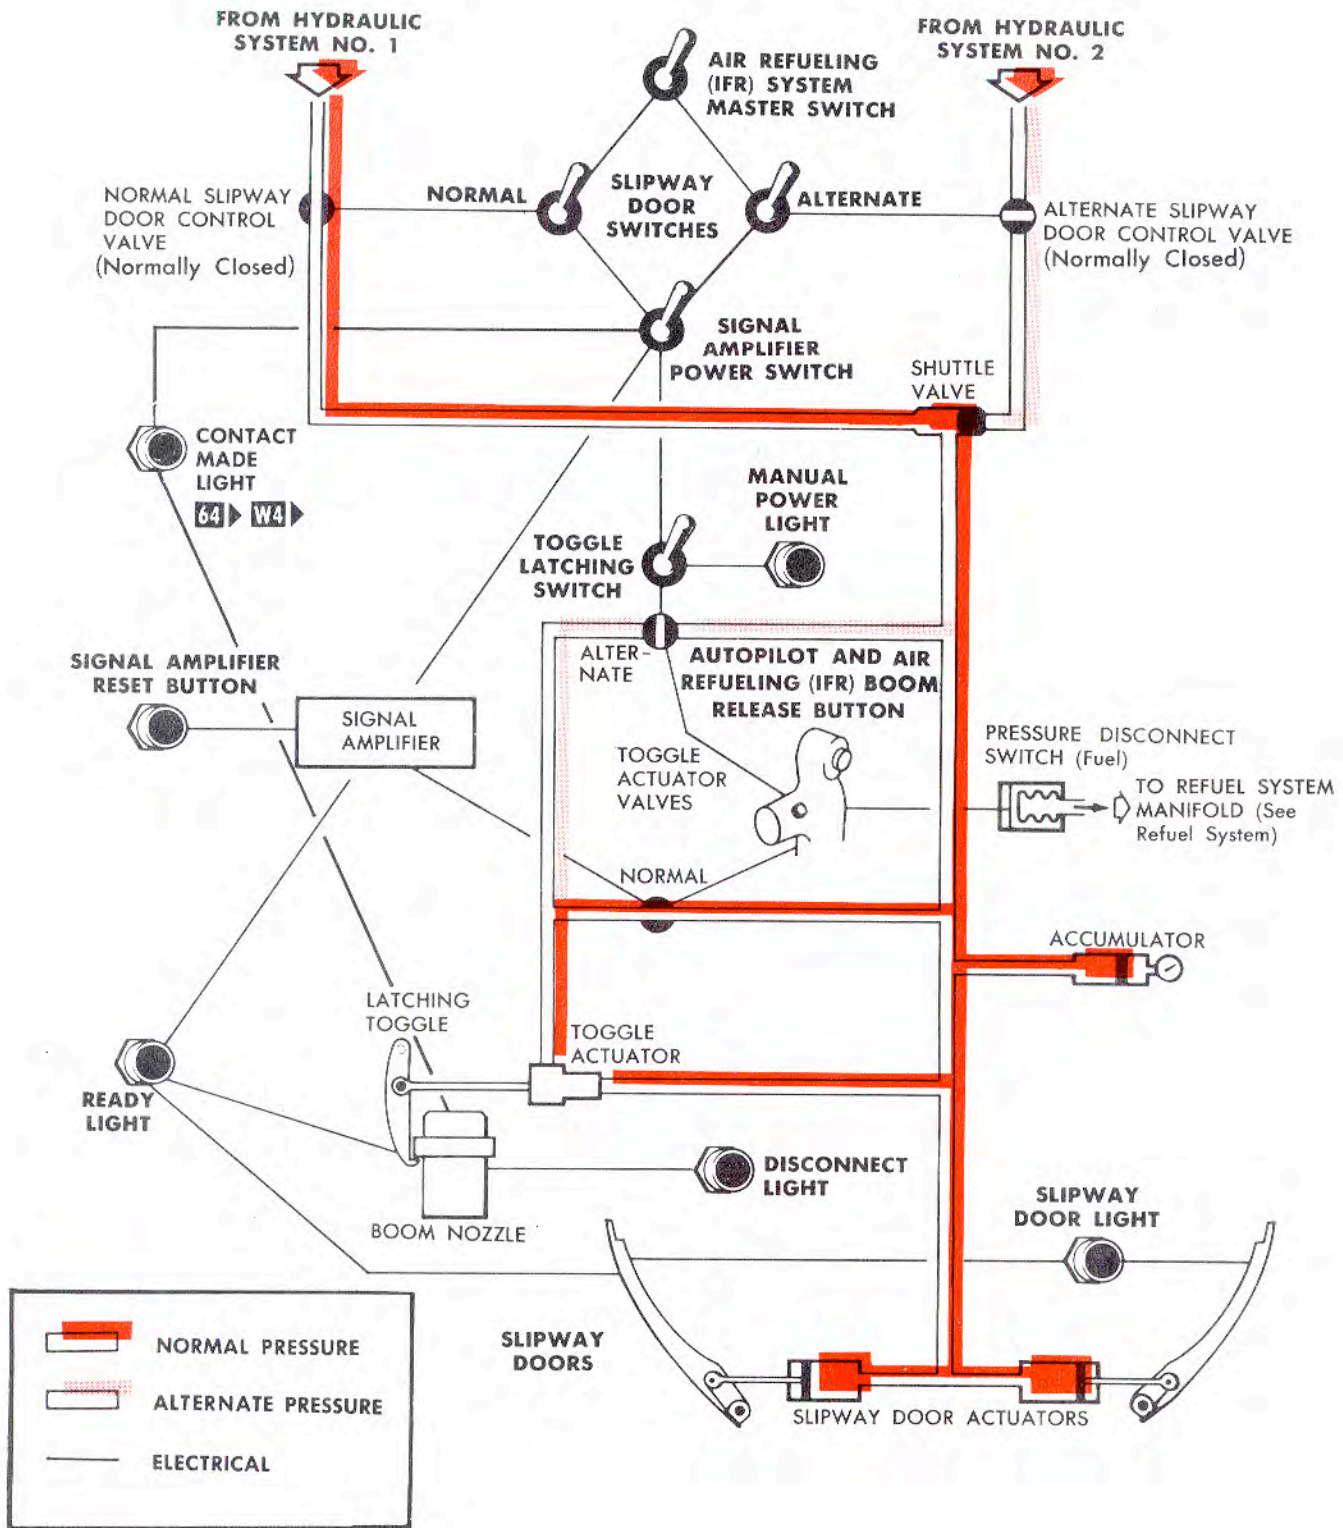 FROM HYDRAULIC
SYSTEM NO. 1
FROM HYDRAULIC
SYSTEM NO. 2
AIR REFUELING
(IFR) SYSTEM
MASTER SWITCH
NORMAL SLIPWAY
DOOR CONTROL
VALVE
(Normally Closed)
NORMAL
SLIPWAY
DOOR
SWITCHES
ALTERNATE
ALTERNATE SLIPWAY
DOOR CONTROL VALVE
(Normally Closed)
SIGNAL
AMPLIFIER
POWER SWITCH
SHUTTLE
VALVE
CONTACT
MADE
LIGHT
64 W4
MANUAL
POWER
LIGHT
TOGGLE
LATCHING
SWITCH
SIGNAL AMPLIFIER
RESET BUTTON
SIGNAL
AMPLIFIER
ALTER-
NATE
AUTOPILOT AND AIR
REFUELING (IFR) BOOM
RELEASE BUTTON
TOGGLE
ACTUATOR
VALVES
PRESSURE DISCONNECT
SWITCH (Fuel)
TO REFUEL SYSTEM
MANIFOLD (See
Refuel System)
NORMAL
ACCUMULATOR
LATCHING
TOGGLE
TOGGLE
ACTUATOR
READY
LIGHT
DISCONNECT
LIGHT
BOOM NOZZLE
SLIPWAY
DOOR LIGHT
SLIPWAY
DOORS
SLIPWAY DOOR ACTUATORS
NORMAL PRESSURE
ALTERNATE PRESSURE
ELECTRICAL